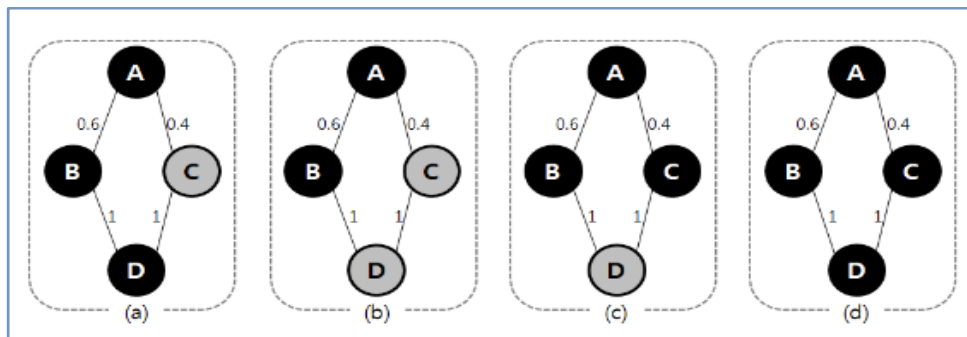 A A A A
0.6 0.4 0.6 0.4 0.6 0.4 0.6 0.4
B C B C B C B C
1 1 1 1 1 1 1 1
D D D D
(a) (b) (c) (d)